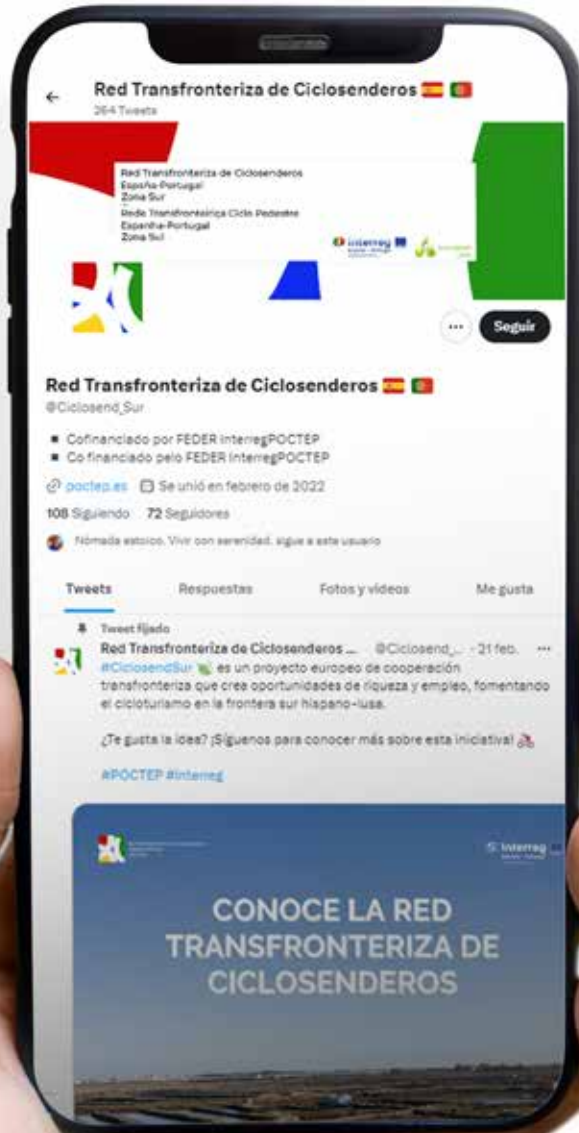 Red Transfronteriza de Ciclosenderos 🇪🇸 🇵🇹
264 Tweets
Red Transfronteriza de Ciclosenderos
España-Portugal
Zona Sur
Rede Transfronteiriça Ciclo Pedestre
Espanha-Portugal
Zona Sul
Interreg
Seguir
Red Transfronteriza de Ciclosenderos 🇪🇸 🇵🇹
@Ciclosend_Sur
▪ Cofinanciado por FEDER InterregPOCTEP
▪ Co financiado pelo FEDER InterregPOCTEP
poctep.es Se unió en febrero de 2022
108 Siguiendo 72 Seguidores
Nómada estoico. Vivir con serenidad. sigue a este usuario
Tweets Respuestas Fotos y vídeos Me gusta
Tweet fijado
Red Transfronteriza de Ciclosenderos ... @Ciclosend_... · 21 feb. ...
#CiclosendSur 🍃 es un proyecto europeo de cooperación
transfronteriza que crea oportunidades de riqueza y empleo, fomentando
el cicloturismo en la frontera sur hispano-lusa.
¿Te gusta la idea? ¡Síguenos para conocer más sobre esta iniciativa! 🚴
#POCTEP #Interreg
Interreg
CONOCE LA RED
TRANSFRONTERIZA DE
CICLOSENDEROS